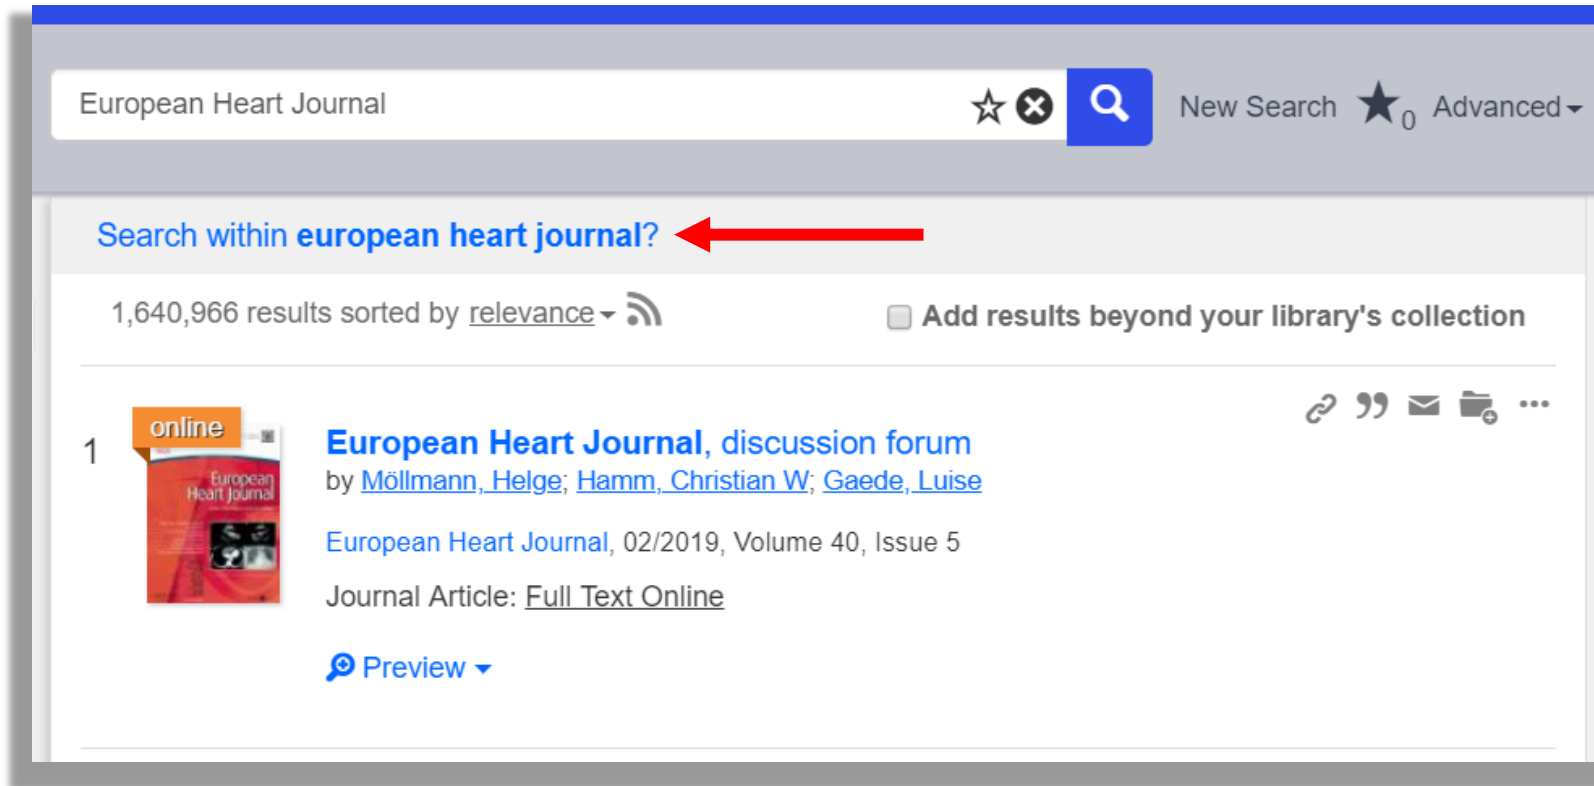 European Heart Journal
New Search 0 Advanced
Search within european heart journal?
1,640,966 results sorted by relevance
Add results beyond your library's collection
1
online
European
Heart Journal
European Heart Journal, discussion forum
by Möllmann, Helge; Hamm, Christian W; Gaede, Luise
European Heart Journal, 02/2019, Volume 40, Issue 5
Journal Article: Full Text Online
Preview